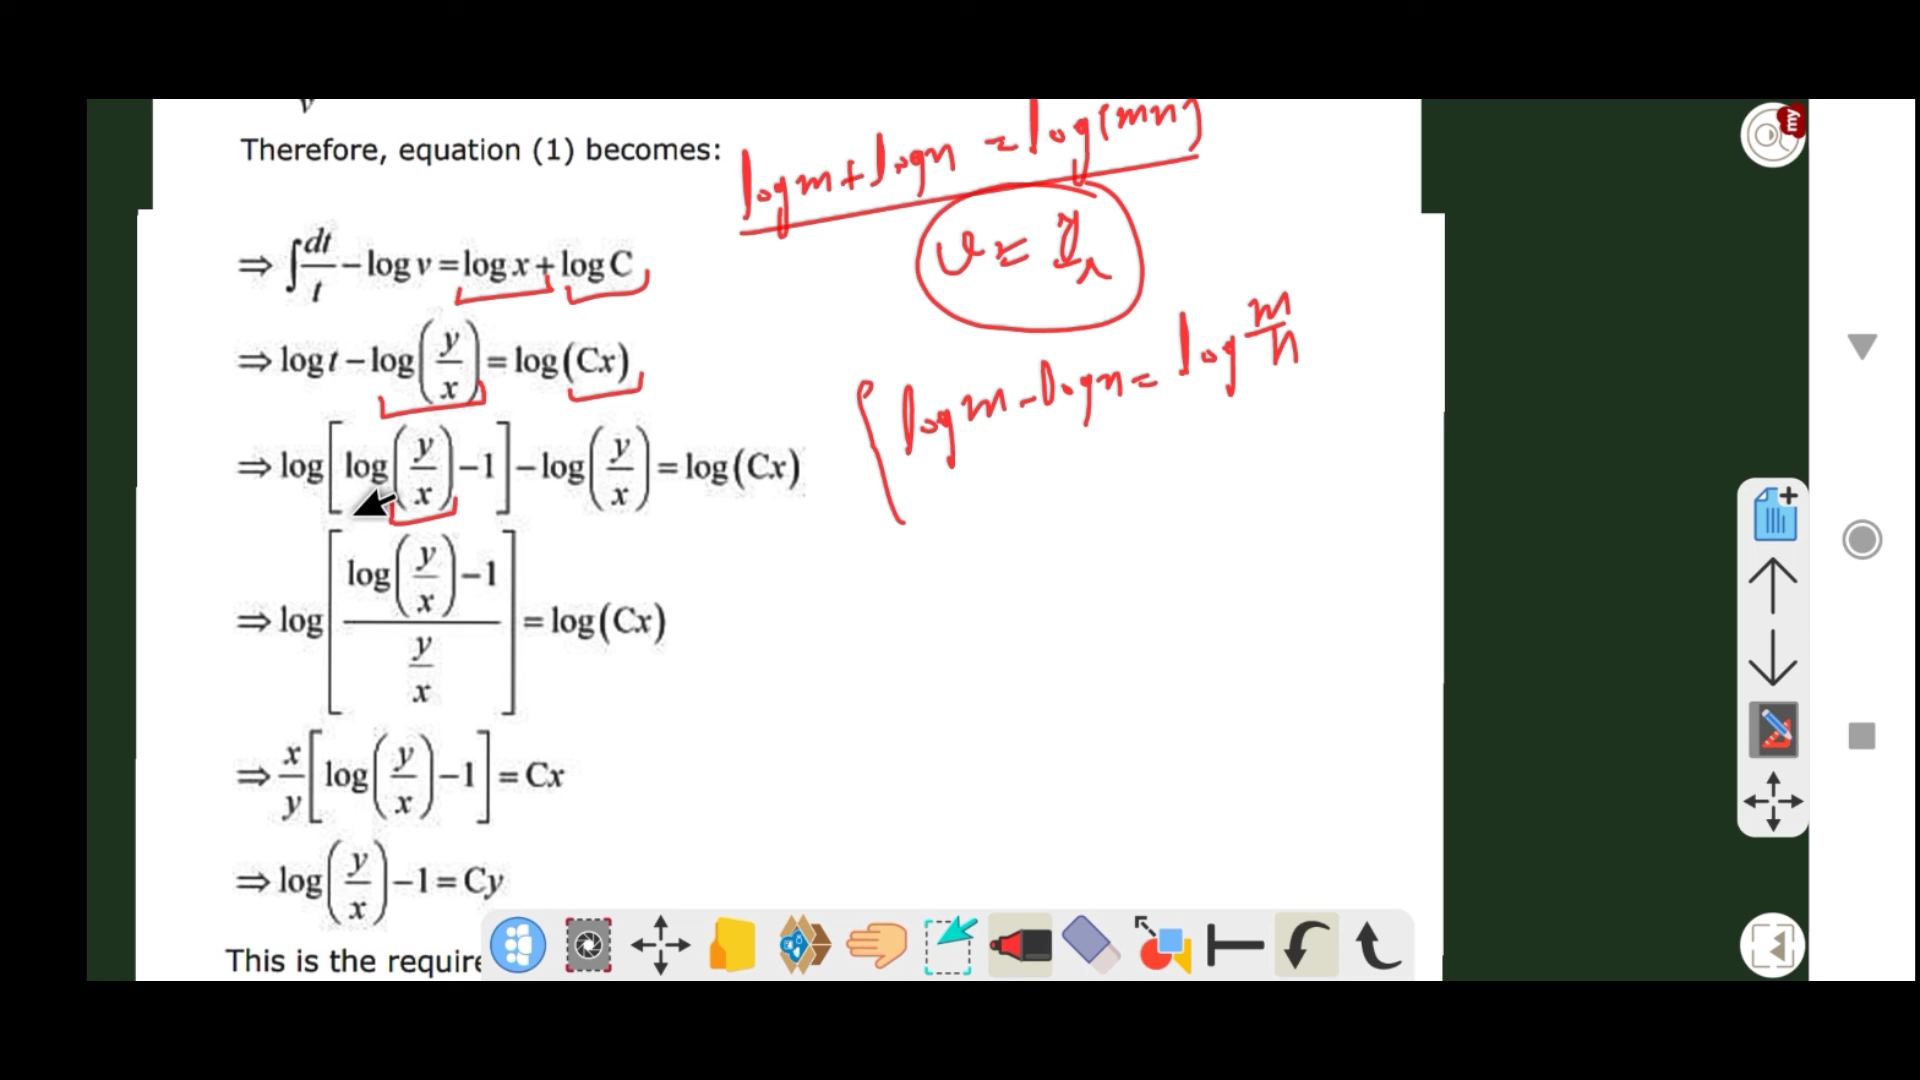 v
Therefore, equation (1) becomes:
log m + log n = log(mn)
⇒ ∫ dt/t − log v = log x + log C
v = y/x
⇒ log t − log(y/x) = log(Cx)
log m − log n = log m/n
⇒ log[log(y/x) − 1] − log(y/x) = log(Cx)
⇒ log[(log(y/x) − 1)/(y/x)] = log(Cx)
⇒ x/y[log(y/x) − 1] = Cx
⇒ log(y/x) − 1 = Cy
This is the require
my